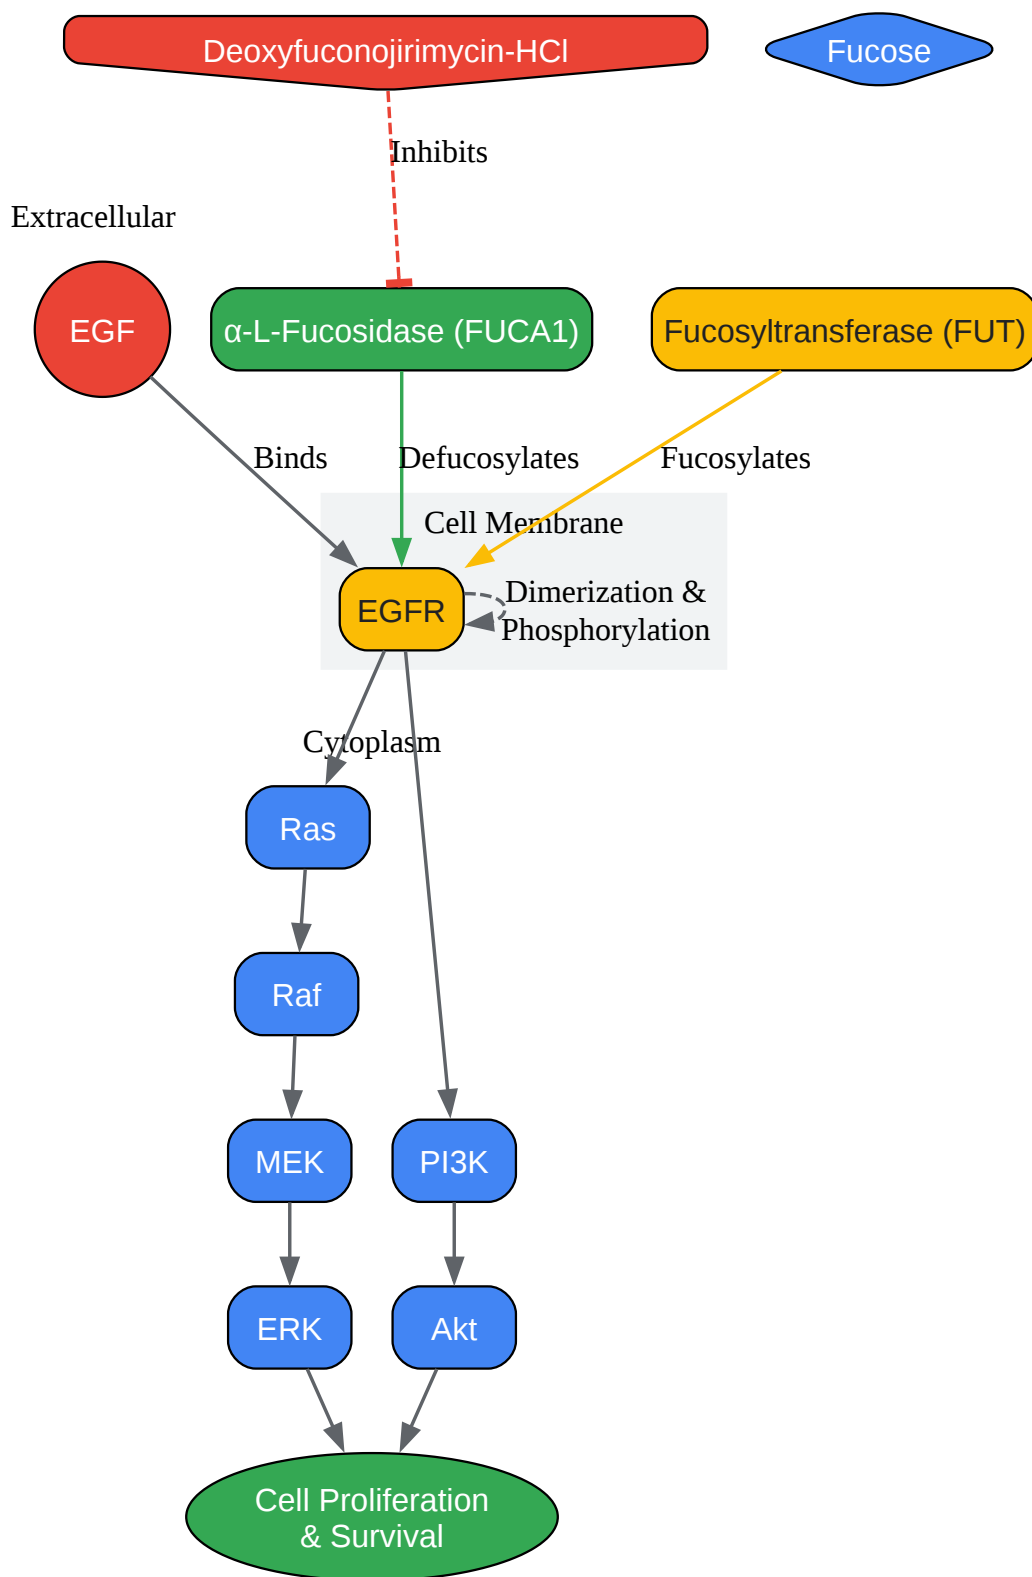 Deoxyfuconojirimycin-HCl
Fucose
Inhibits
Extracellular
EGF
α-L-Fucosidase (FUCA1)
Fucosyltransferase (FUT)
Binds
Defucosylates
Fucosylates
Cell Membrane
EGFR
Dimerization &
Phosphorylation
Cytoplasm
Ras
Raf
MEK
PI3K
ERK
Akt
Cell Proliferation
& Survival